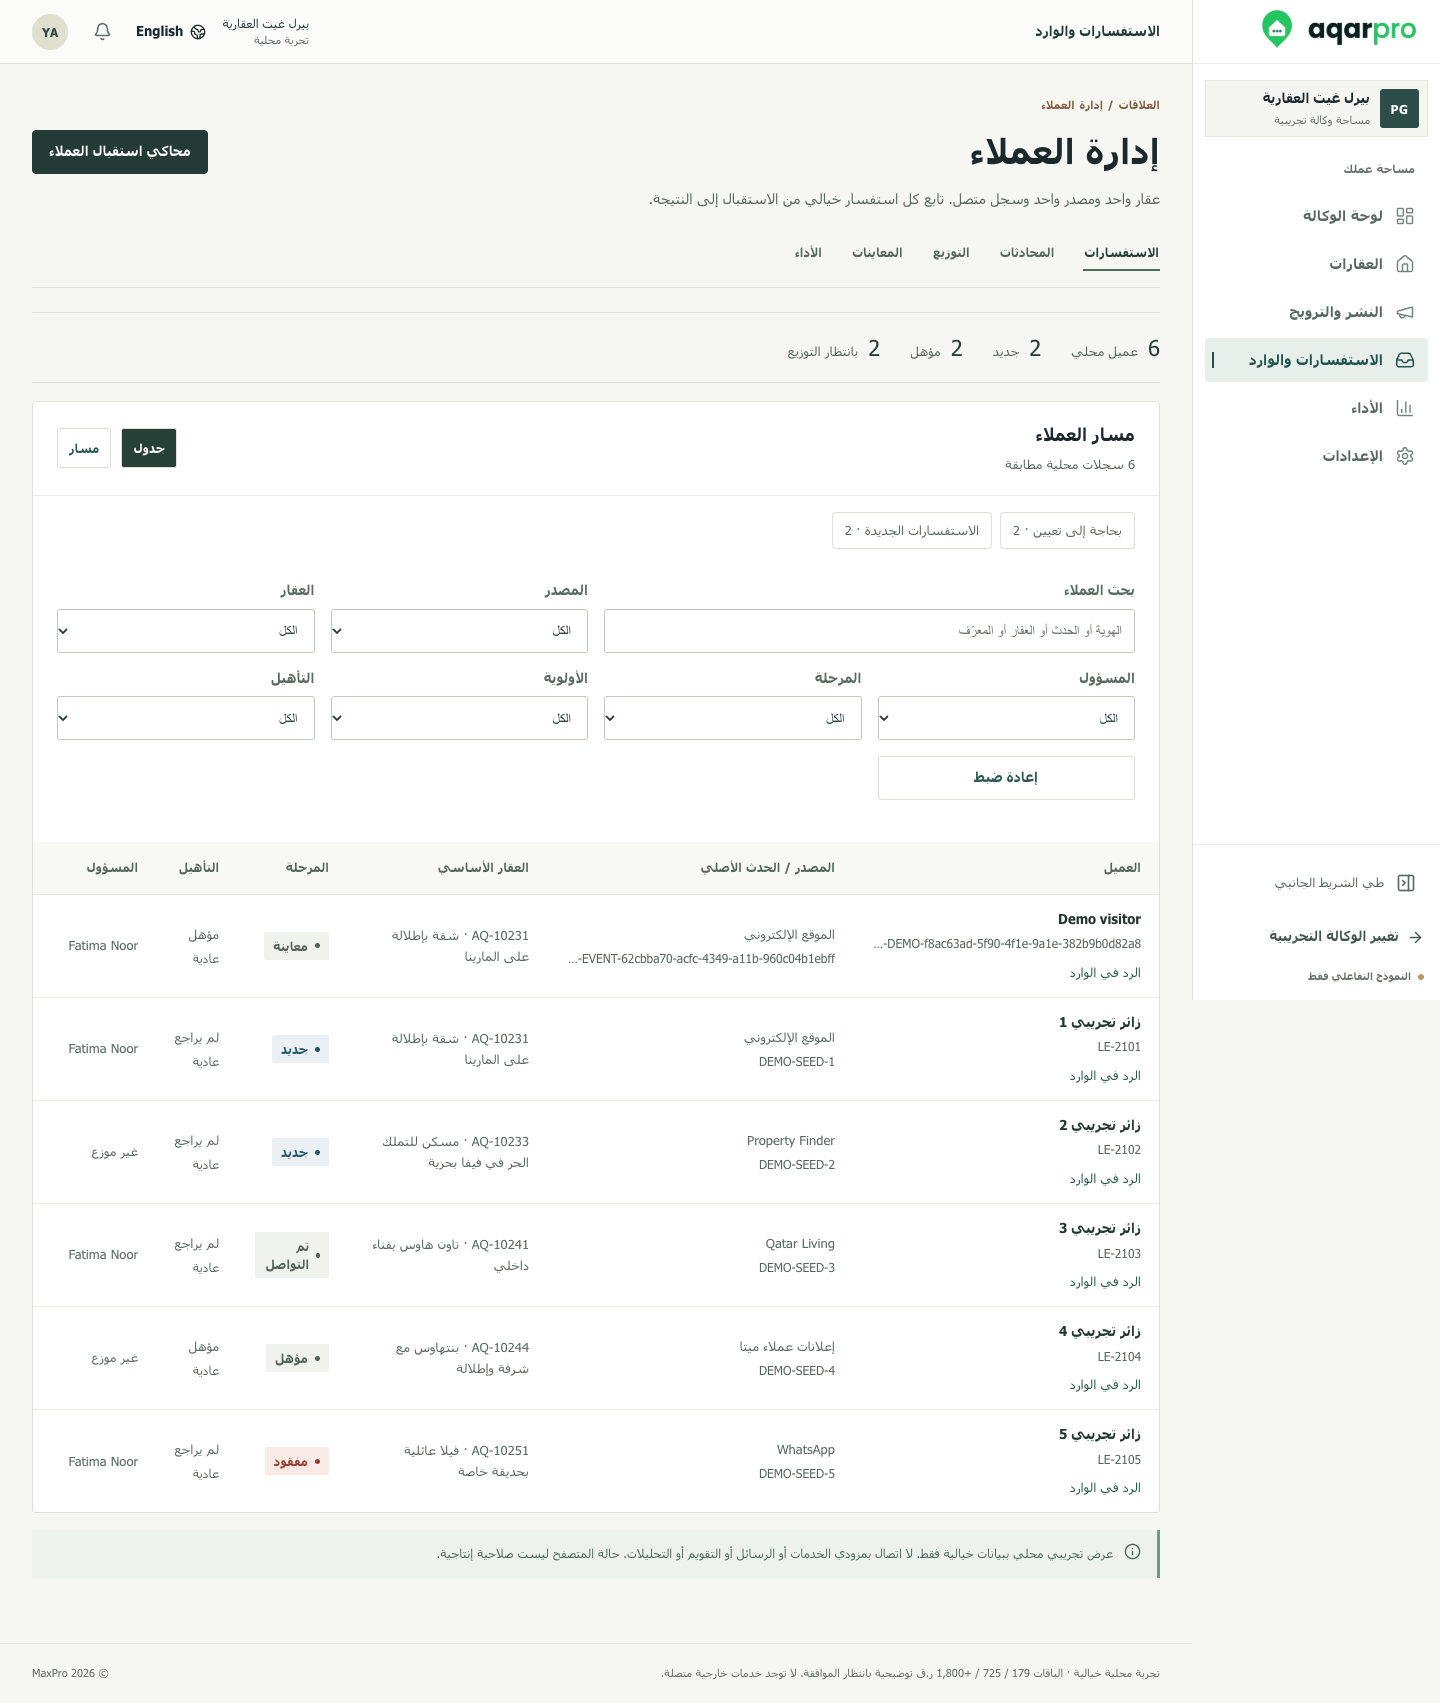 aqarpro
PG
بيرل غيت العقارية
مساحة وكالة تجريبية
مساحة عملك
لوحة الوكالة
العقارات
النشر والترويج
الاستفسارات والوارد
الأداء
الإعدادات
طي الشريط الجانبي
تغيير الوكالة التجريبية
النموذج التفاعلي فقط
الاستفسارات والوارد
بيرل غيت العقارية
تجربة محلية
English
YA
العلاقات / إدارة العملاء
إدارة العملاء
محاكي استقبال العملاء
عقار واحد ومصدر واحد وسجل متصل. تابع كل استفسار خيالي من الاستقبال إلى النتيجة.
الاستفسارات المحادثات التوزيع المعاينات الأداء
6 عميل محلي 2 جديد 2 مؤهل 2 بانتظار التوزيع
مسار العملاء
6 سجلات محلية مطابقة
جدول مسار
بحاجة إلى تعيين · 2 الاستفسارات الجديدة · 2
بحث العملاء المصدر العقار
الهوية أو الحدث أو العقار أو المعرّف الكل الكل
المسؤول المرحلة الأولوية التأهيل
الكل الكل الكل الكل
إعادة ضبط
العميل المصدر / الحدث الأصلي العقار الأساسي المرحلة التأهيل المسؤول
Demo visitor
DEMO-f8ac63ad-5f90-4f1e-9a1e-382b9b0d82a8-...
الرد في الوارد
الموقع الإلكتروني
EVENT-62cbba70-acfc-4349-a11b-960c04b1ebff-...
AQ-10231 · شقة بإطلالة
على المارينا
معاينة
مؤهل
عادية
Fatima Noor
زائر تجريبي 1
LE-2101
الرد في الوارد
الموقع الإلكتروني
DEMO-SEED-1
AQ-10231 · شقة بإطلالة
على المارينا
جديد
لم يراجع
عادية
Fatima Noor
زائر تجريبي 2
LE-2102
الرد في الوارد
Property Finder
DEMO-SEED-2
AQ-10233 · مسكن للتملك
الحر في فيفا بحرية
جديد
لم يراجع
عادية
غير موزع
زائر تجريبي 3
LE-2103
الرد في الوارد
Qatar Living
DEMO-SEED-3
AQ-10241 · تاون هاوس بفناء
داخلي
تم
التواصل
لم يراجع
عادية
Fatima Noor
زائر تجريبي 4
LE-2104
الرد في الوارد
إعلانات عملاء ميتا
DEMO-SEED-4
AQ-10244 · بنتهاوس مع
شرفة وإطلالة
مؤهل
مؤهل
عادية
غير موزع
زائر تجريبي 5
LE-2105
الرد في الوارد
WhatsApp
DEMO-SEED-5
AQ-10251 · فيلا عائلية
بحديقة خاصة
مفقود
لم يراجع
عادية
Fatima Noor
عرض تجريبي محلي ببيانات خيالية فقط. لا اتصال بمزودي الخدمات أو الرسائل أو التقويم أو التحليلات. حالة المتصفح ليست صلاحية إنتاجية.
تجربة محلية خيالية · الباقات 179 / 725 / 1,800+ ر.ق توضيحية بانتظار الموافقة. لا توجد خدمات خارجية متصلة.
© 2026 MaxPro